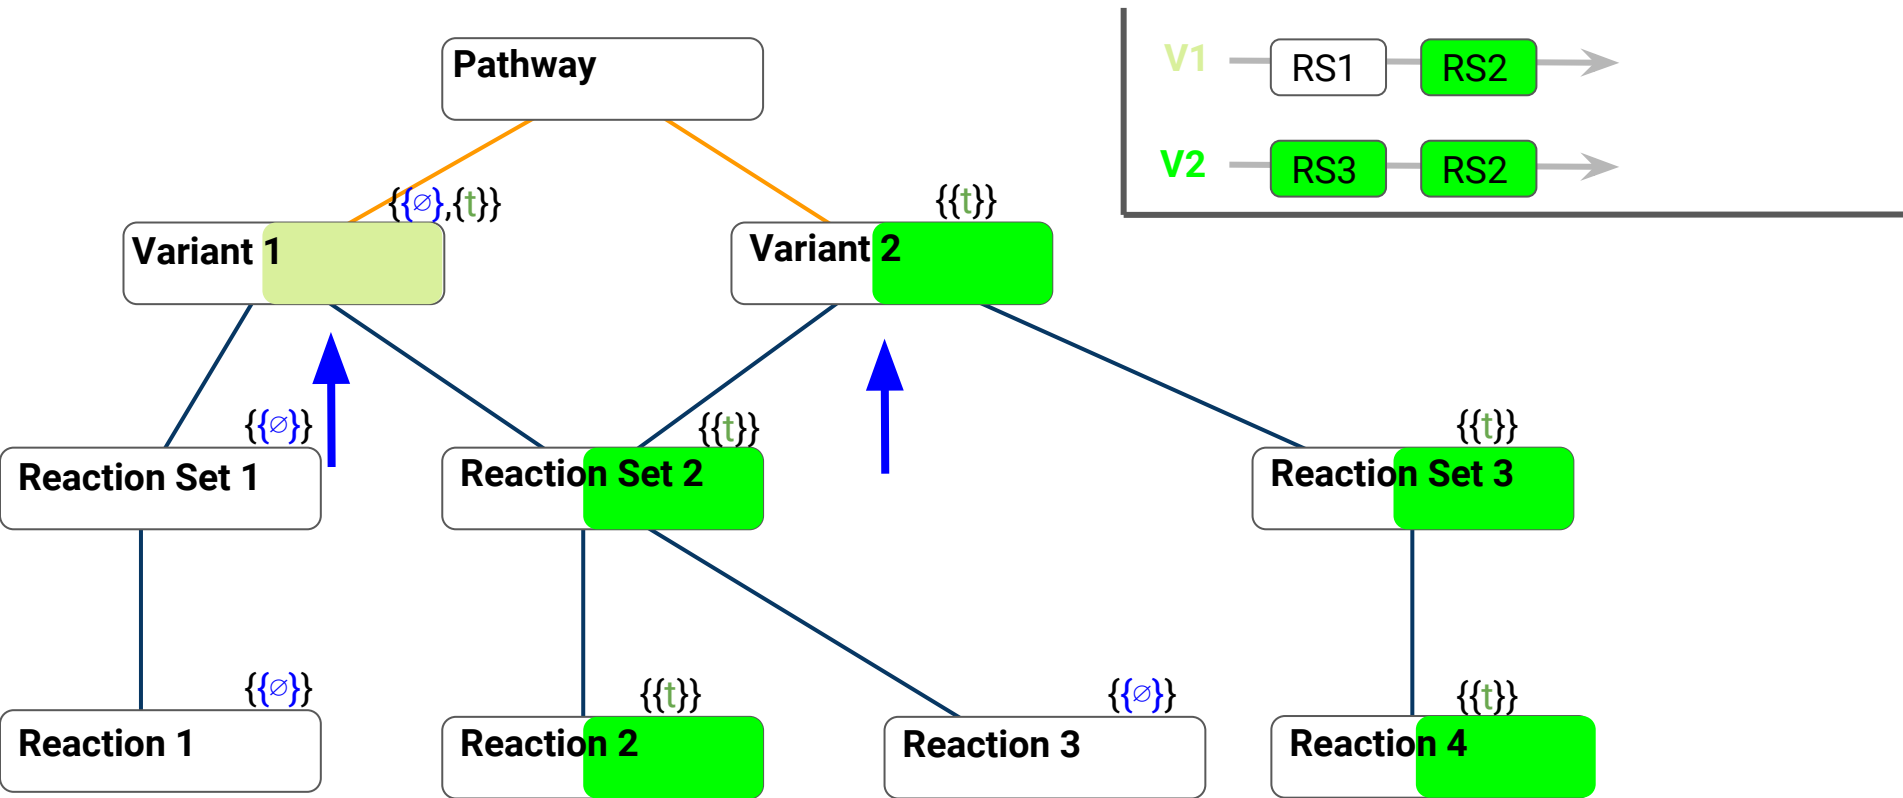 Pathway
V1
RS1
RS2
V2
RS3
RS2
{{∅},{t}}
{{t}}
Variant 1
Variant 2
{{∅}}
{{t}}
{{t}}
Reaction Set 1
Reaction Set 2
Reaction Set 3
{{∅}}
{{t}}
{{∅}}
{{t}}
Reaction 1
Reaction 2
Reaction 3
Reaction 4